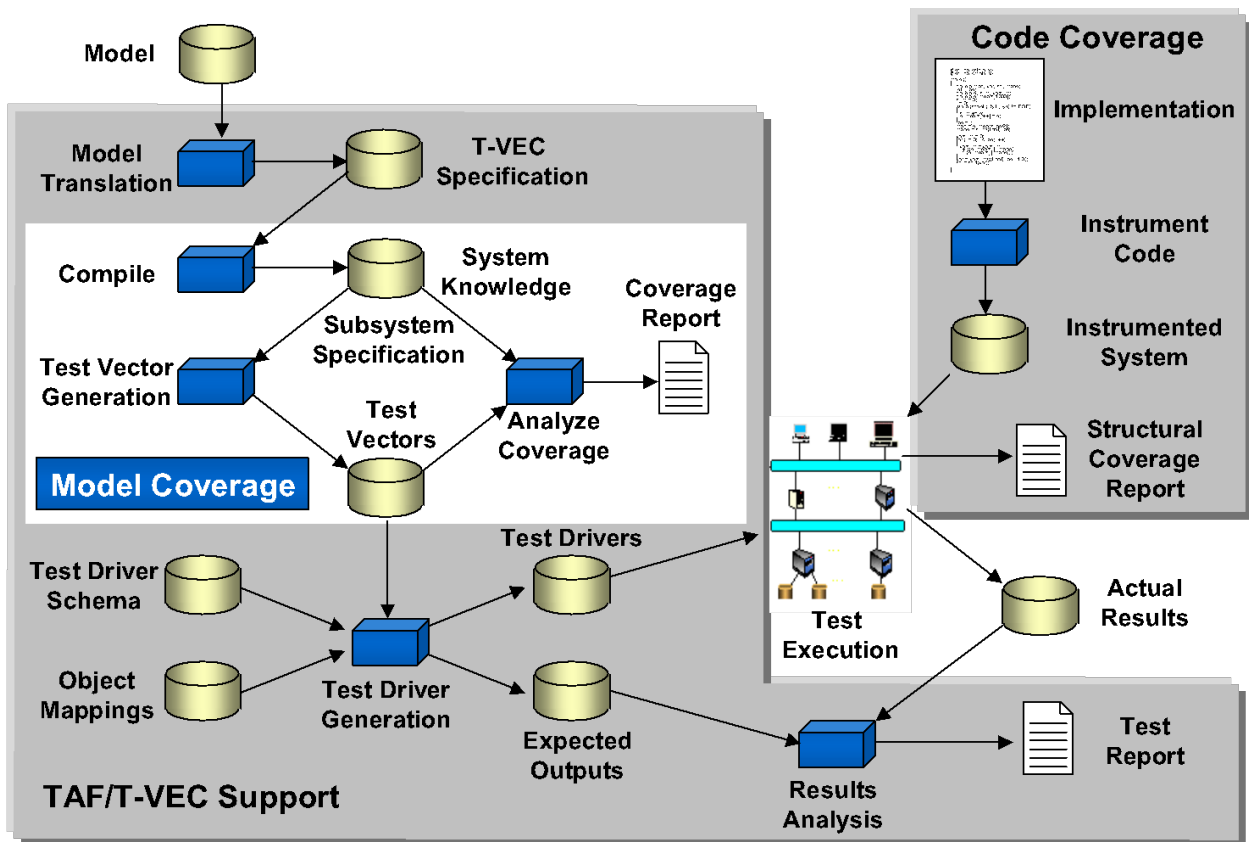 Code Coverage
Model
Implementation
Model
Translation
T-VEC
Specification
Instrument
Code
Compile
System
Knowledge
Coverage
Report
Subsystem
Specification
Instrumented
System
Test Vector
Generation
Test
Vectors
Analyze
Coverage
Structural
Coverage
Report
Model Coverage
Test Drivers
Test Driver
Schema
Actual
Results
Test
Execution
Object
Mappings
Test Driver
Generation
Expected
Outputs
Test
Report
Results
Analysis
TAF/T-VEC Support